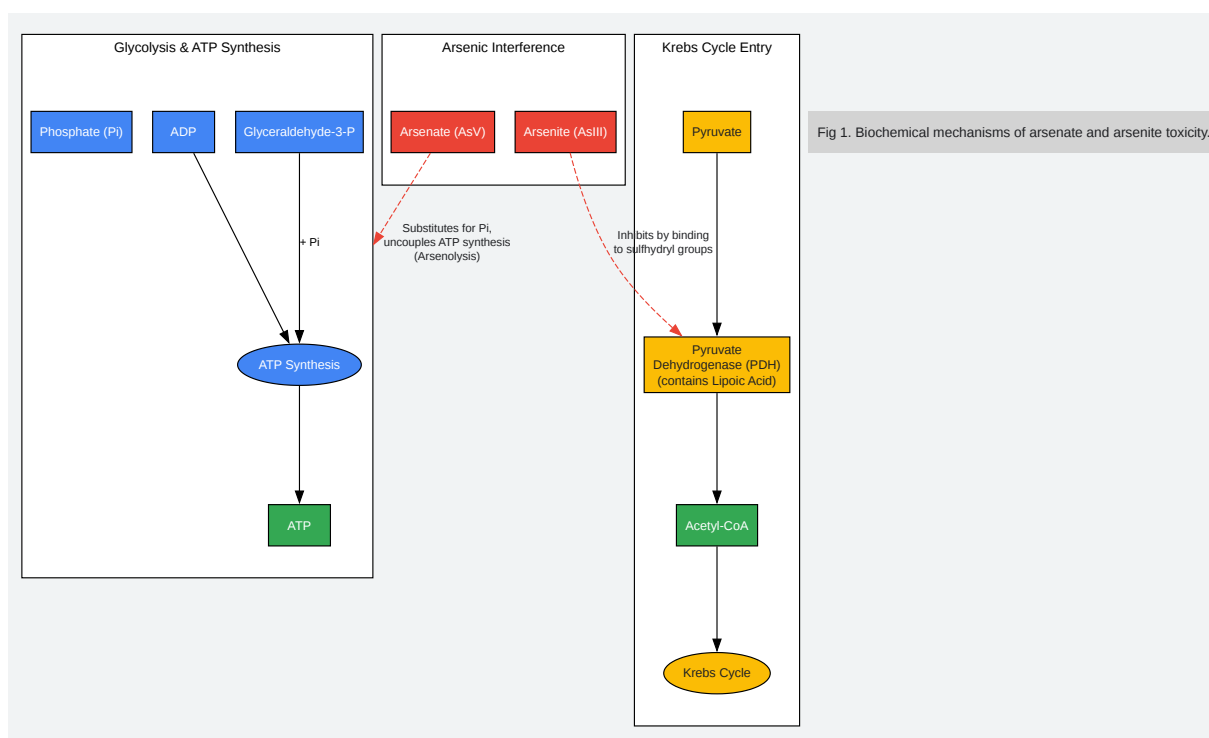 Glycolysis & ATP Synthesis
Arsenic Interference
Krebs Cycle Entry
Phosphate (Pi)
ADP
Glyceraldehyde-3-P
Arsenate (AsV)
Arsenite (AsIII)
Pyruvate
Fig 1. Biochemical mechanisms of arsenate and arsenite toxicity.
+ Pi
Substitutes for Pi,
uncouples ATP synthesis
(Arsenolysis)
Inhibits by binding
to sulfhydryl groups
ATP Synthesis
Pyruvate
Dehydrogenase (PDH)
(contains Lipoic Acid)
ATP
Acetyl-CoA
Krebs Cycle